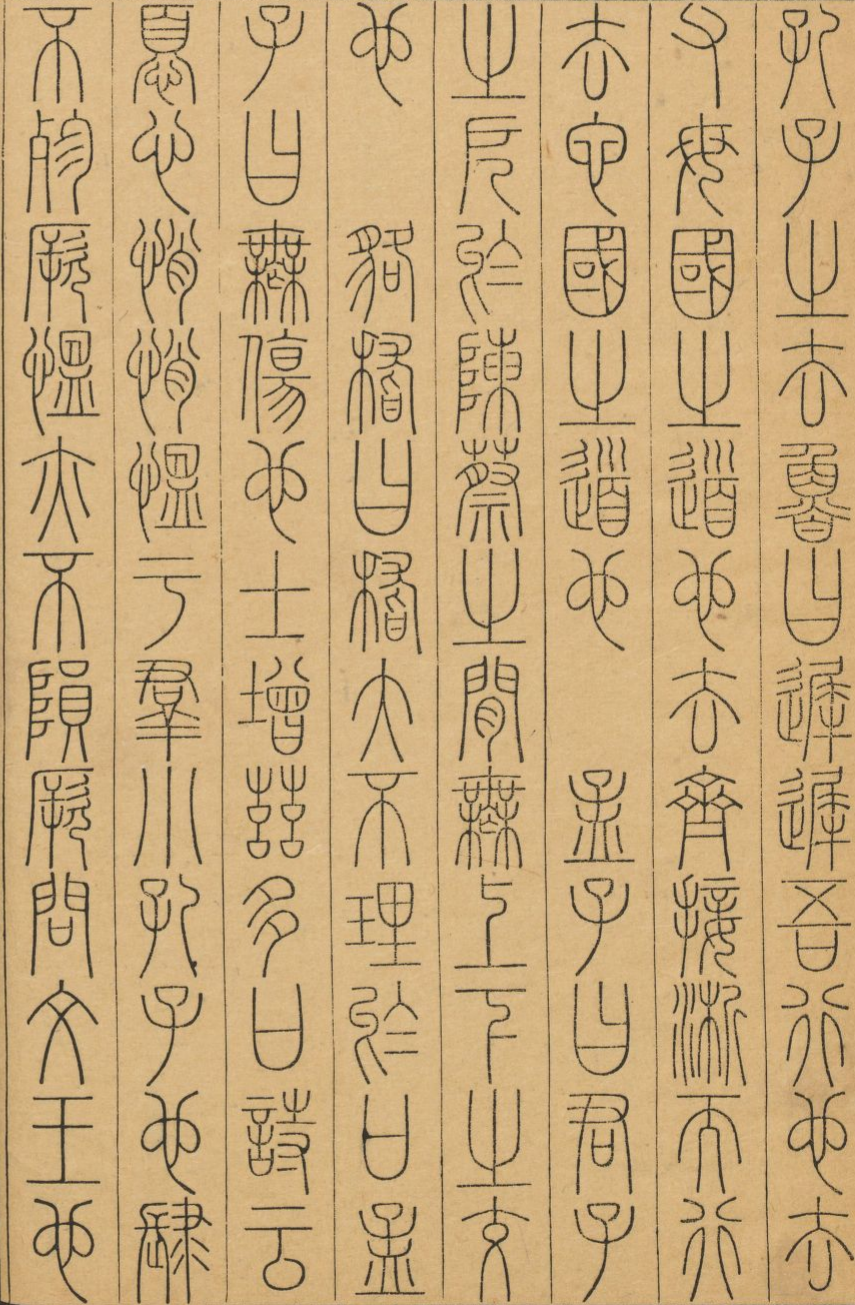 孔子之去魯曰遲遲吾行也去
父母國之道也去齊接淅而行
去它國之道也 孟子曰君子
之戹於陳蔡之閒無上下之交
也 貉稽曰稽大不理於口孟
子曰無傷也士增茲多口詩云
憂心悄悄慍于羣小孔子也肆
不殄厥慍亦不隕厥問文王也